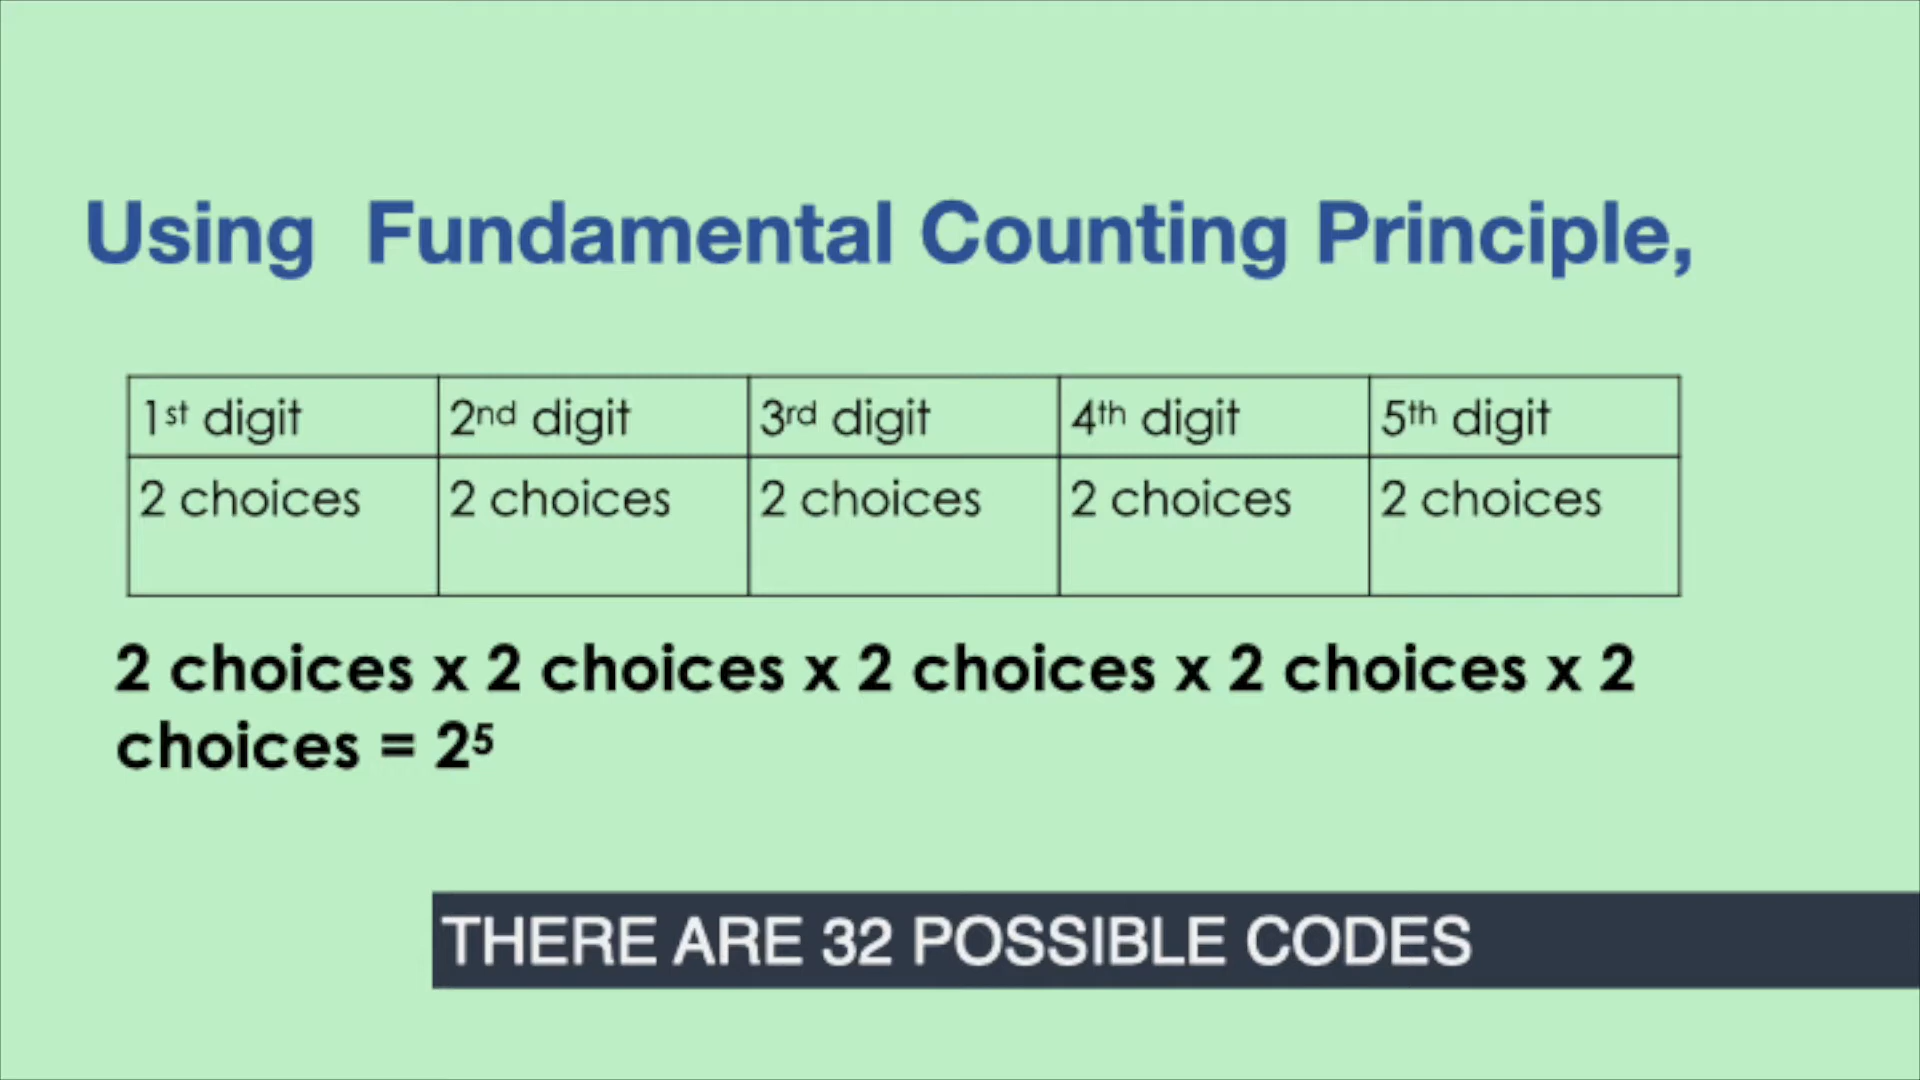 Using Fundamental Counting Principle,
1st digit 2nd digit 3rd digit 4th digit 5th digit
2 choices 2 choices 2 choices 2 choices 2 choices
2 choices x 2 choices x 2 choices x 2 choices x 2
choices = 2⁵
THERE ARE 32 POSSIBLE CODES